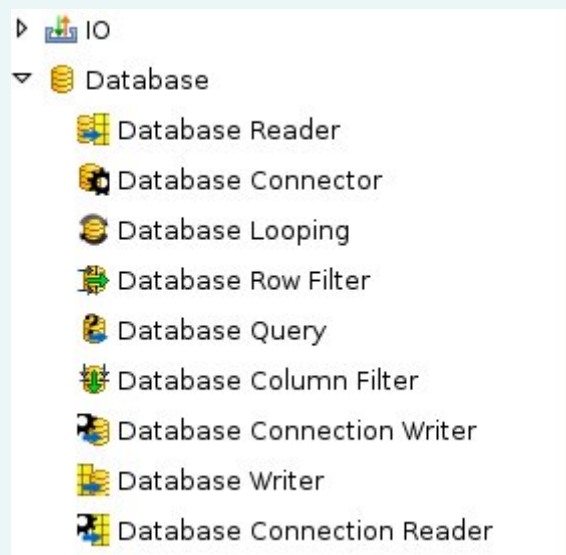 IO
Database
Database Reader
Database Connector
Database Looping
Database Row Filter
Database Query
Database Column Filter
Database Connection Writer
Database Writer
Database Connection Reader